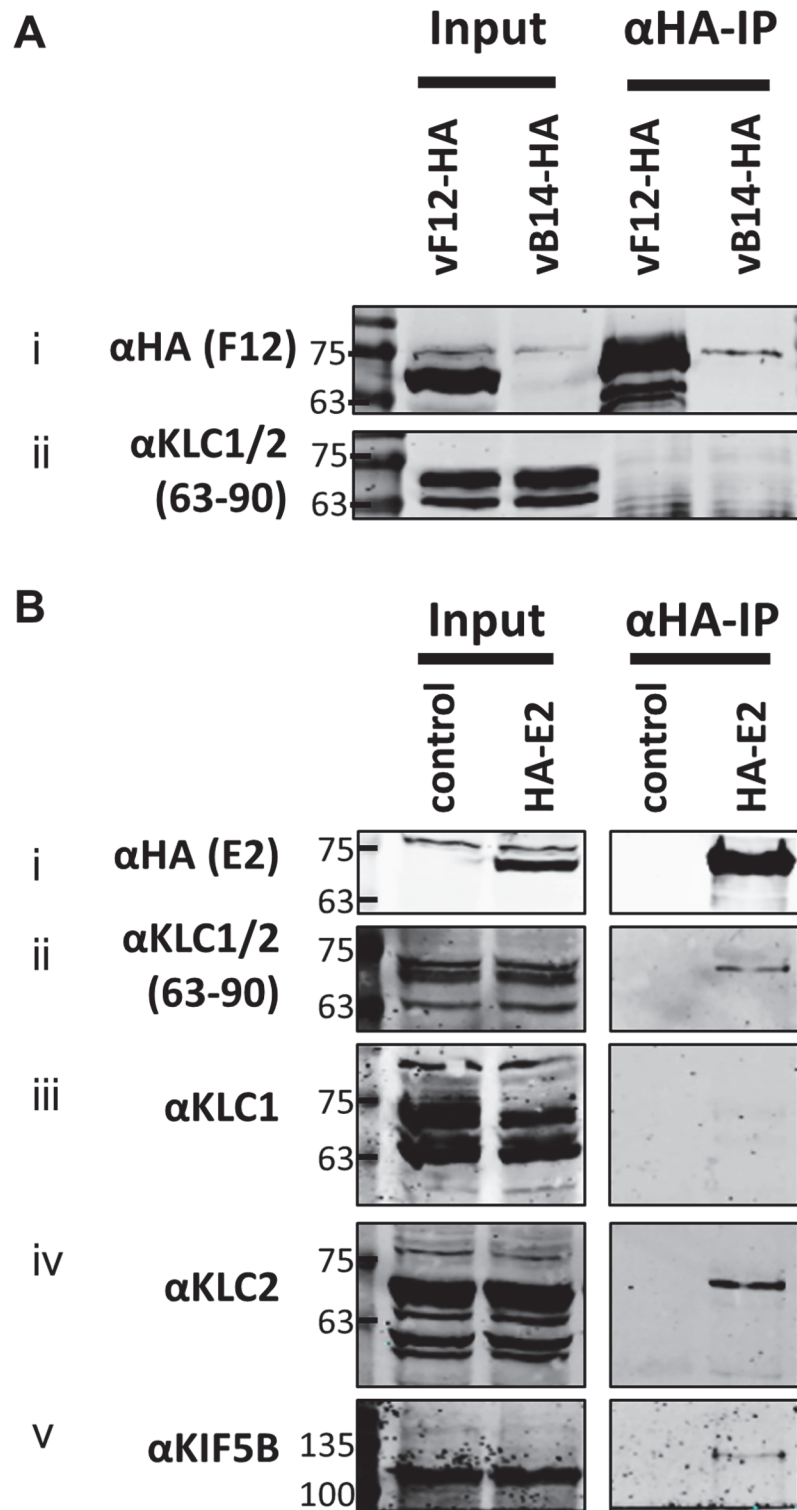 A
Input αHA-IP
vF12-HA vB14-HA vF12-HA vB14-HA
i αHA (F12) 75
63
ii αKLC1/2 75
(63-90) 63
B
Input αHA-IP
control HA-E2 control HA-E2
i αHA (E2) 75
63
ii αKLC1/2 75
(63-90) 63
iii αKLC1 75
63
iv αKLC2 75
63
v αKIF5B 135
100